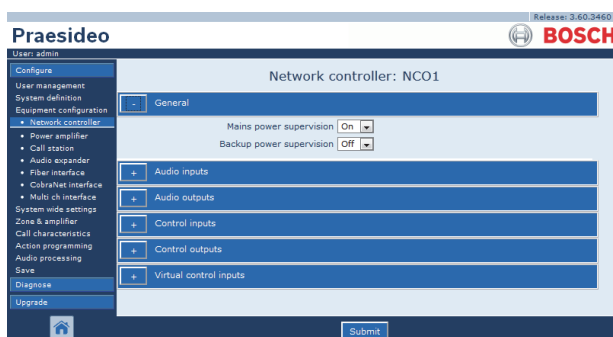 Release: 3.60.3460
Praesideo
BOSCH
User: admin
Configure
User management
System definition
Equipment configuration
• Network controller
• Power amplifier
• Call station
• Audio expander
• Fiber interface
• CobraNet interface
• Multi ch interface
System wide settings
Zone & amplifier
Call characteristics
Action programming
Audio processing
Save
Diagnose
Upgrade
Network controller: NCO1
- General
Mains power supervision On
Backup power supervision Off
+ Audio inputs
+ Audio outputs
+ Control inputs
+ Control outputs
+ Virtual control inputs
Submit